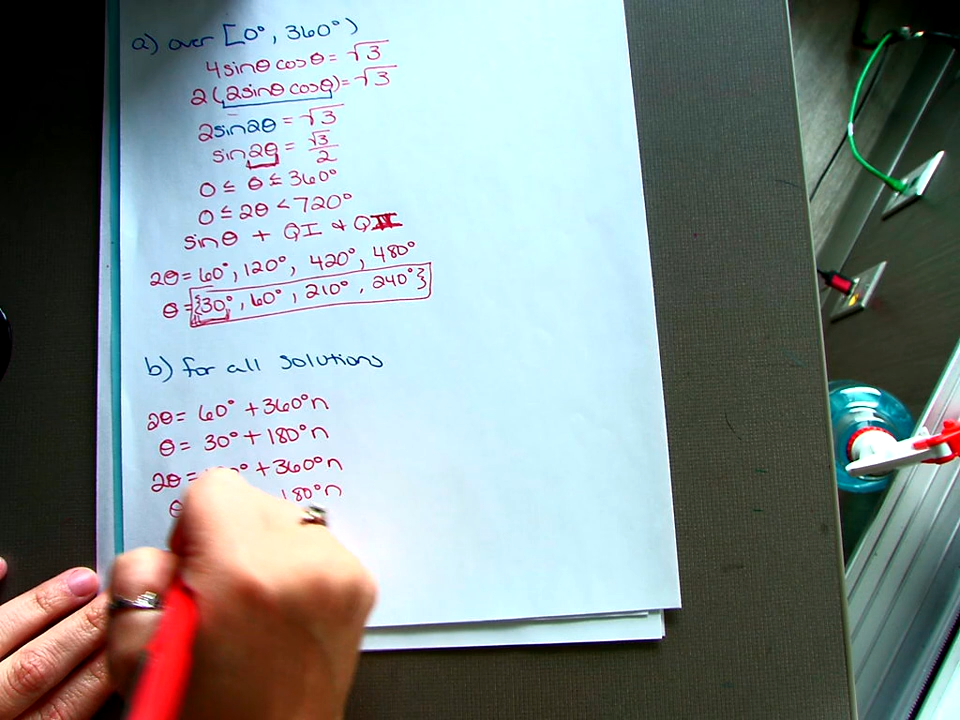 a) over [0°, 360°)
4sinθ cosθ = √3
2(2sinθ cosθ) = √3
2sin2θ = √3
sin2θ = √3/2
0 ≤ θ ≤ 360°
0 ≤ 2θ < 720°
sinθ + QI & QII
2θ = 60°, 120°, 420°, 480°
θ = {30°, 60°, 210°, 240°}
b) for all solutions
2θ = 60° + 360°n
θ = 30° + 180°n
2θ = ° + 360°n
θ 180°n